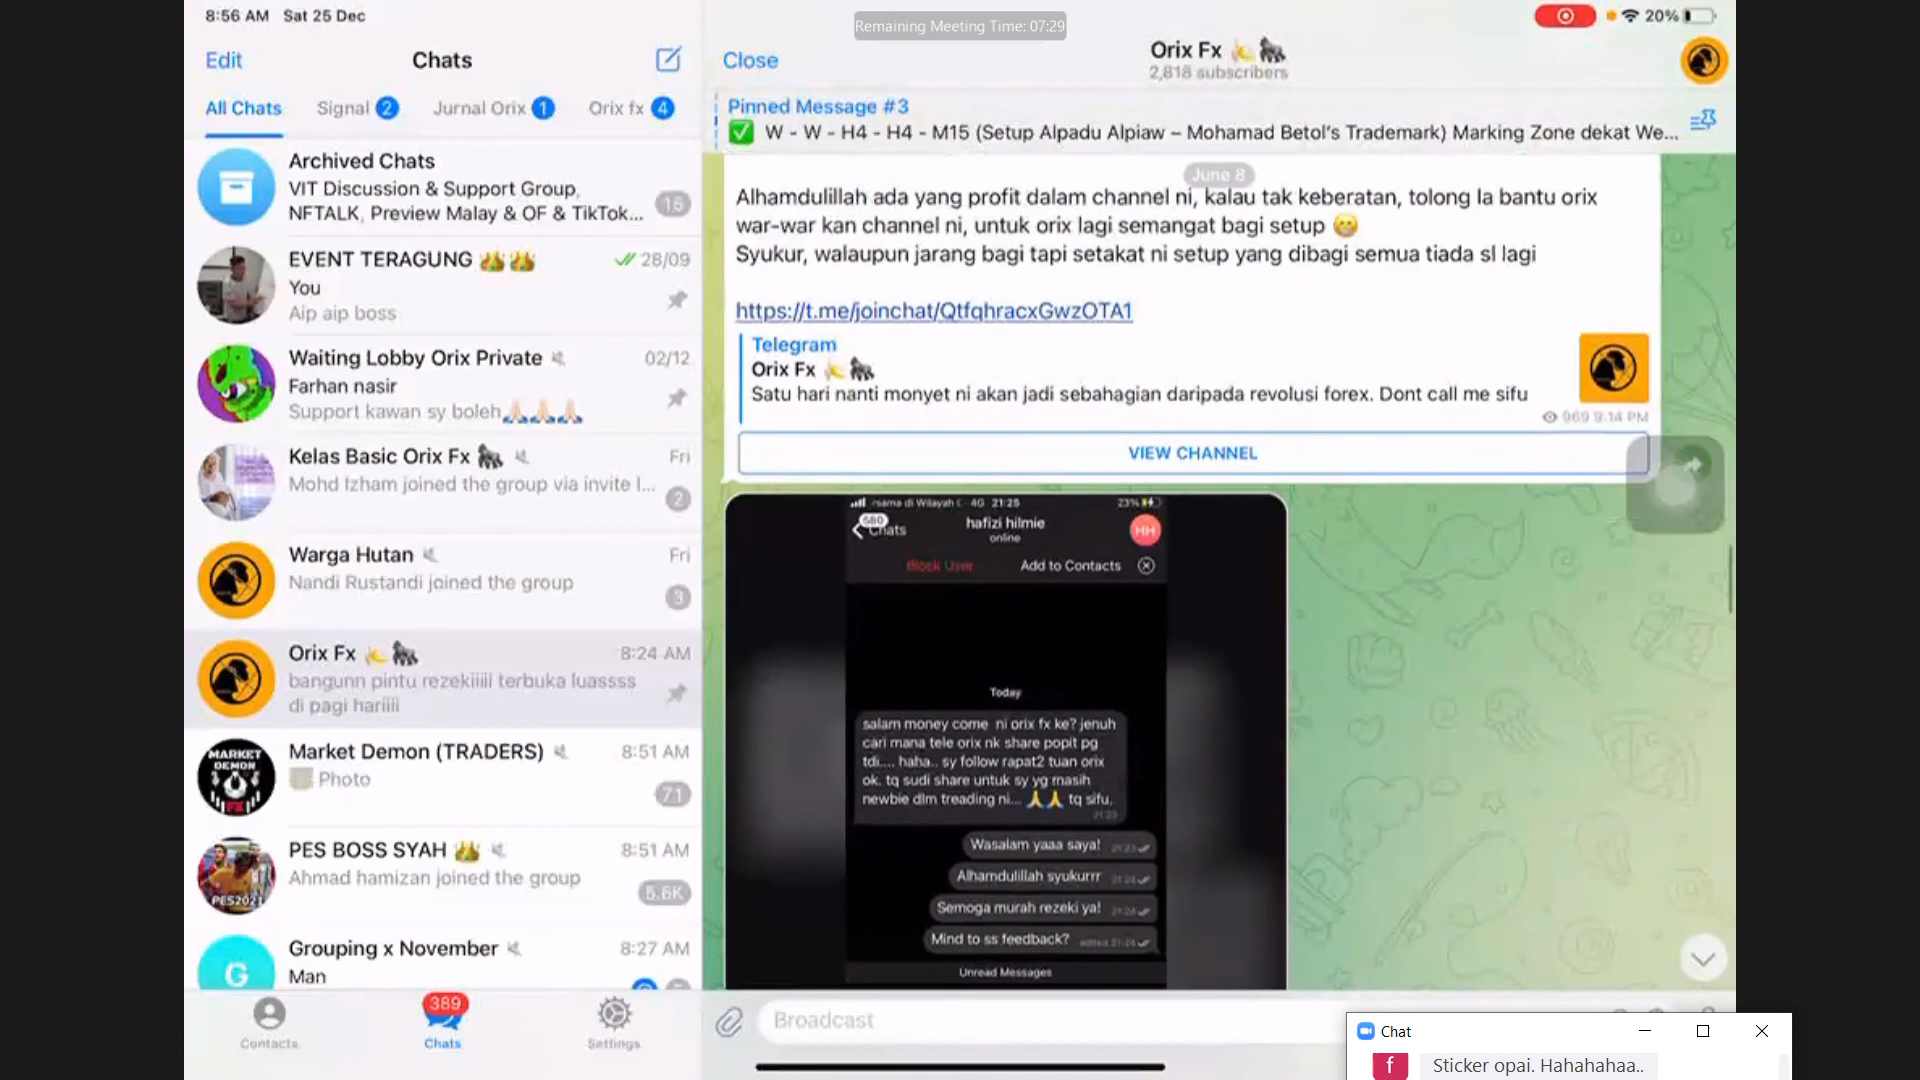 8:56 AM Sat 25 Dec
Remaining Meeting Time: 07:29
20%
Edit
Chats
All Chats
Signal 2
Jurnal Orix 1
Orix fx 4
Archived Chats
VIT Discussion & Support Group,
NFTALK, Preview Malay & OF & TikTok...
EVENT TERAGUNG
28/09
You
Aip aip boss
Waiting Lobby Orix Private
02/12
Farhan nasir
Support kawan sy boleh
Kelas Basic Orix Fx
Fri
Mohd Izham joined the group via invite l...
2
Warga Hutan
Fri
Nandi Rustandi joined the group
3
Orix Fx
8:24 AM
bangunn pintu rezekiiiii terbuka luassss
di pagi hariiii
MARKET DEMON FX
Market Demon (TRADERS)
8:51 AM
Photo
71
PES2021
PES BOSS SYAH
8:51 AM
Ahmad hamizan joined the group
5.6K
G
Grouping x November
8:27 AM
Man
Contacts
389
Chats
Settings
Close
Orix Fx
2,818 subscribers
Pinned Message #3
W - W - H4 - H4 - M15 (Setup Alpadu Alpiaw – Mohamad Betol's Trademark) Marking Zone dekat We...
June 8
Alhamdulillah ada yang profit dalam channel ni, kalau tak keberatan, tolong la bantu orix
war-war kan channel ni, untuk orix lagi semangat bagi setup
Syukur, walaupun jarang bagi tapi setakat ni setup yang dibagi semua tiada sl lagi
https://t.me/joinchat/QtfqhracxGwzOTA1
Telegram
Orix Fx
Satu hari nanti monyet ni akan jadi sebahagian daripada revolusi forex. Dont call me sifu
969 9:14 PM
VIEW CHANNEL
4G 21:25
23%
580
Chats
hafizi hilmie
online
HH
Block User
Add to Contacts
Today
salam money come ni orix fx ke? jenuh
cari mana tele orix nk share popit pg
tdi.... haha.. sy follow rapat2 tuan orix
ok. tq sudi share untuk sy yg masih
newbie dlm treading ni... tq sifu.
Wasalam yaaa saya!
Alhamdulillah syukurrr
Semoga murah rezeki ya!
Mind to ss feedback?
Unread Messages
Broadcast
Chat
f
Sticker opai. Hahahahaa..